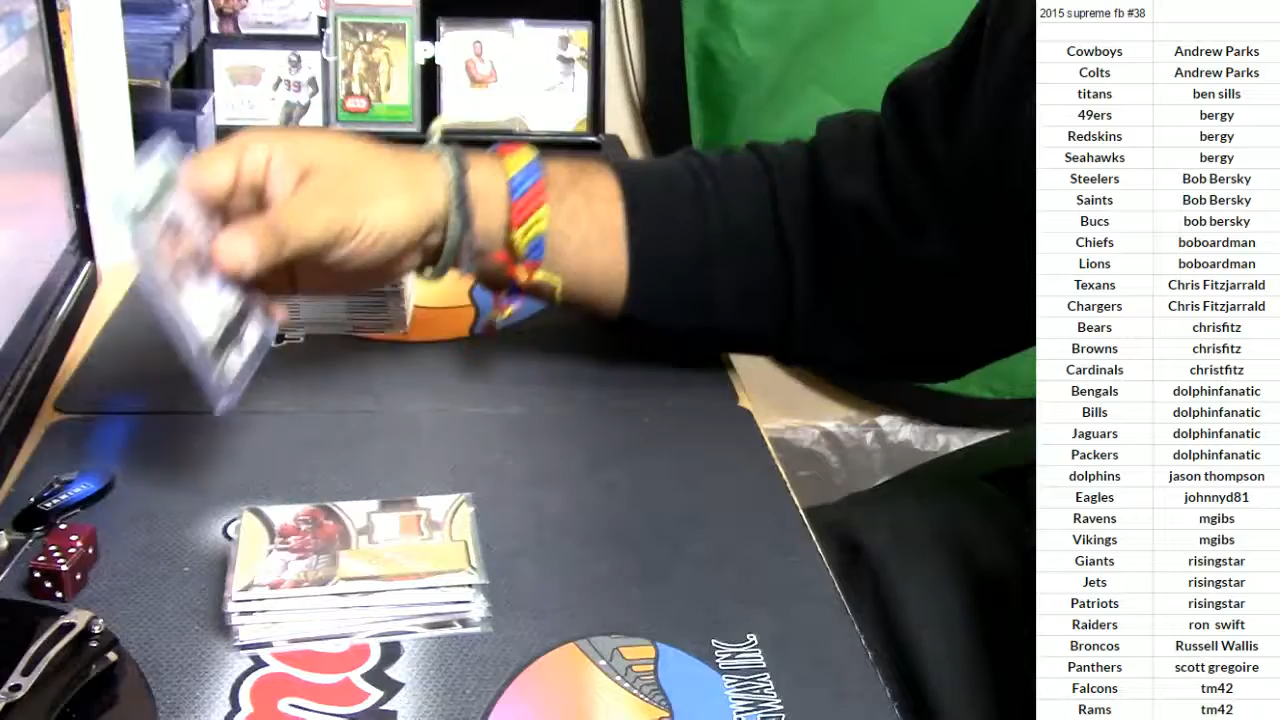 2015 supreme fb #38
Cowboys Andrew Parks
Colts Andrew Parks
titans ben sills
49ers bergy
Redskins bergy
Seahawks bergy
Steelers Bob Bersky
Saints Bob Bersky
Bucs bob bersky
Chiefs boboardman
Lions boboardman
Texans Chris Fitzjarrald
Chargers Chris Fitzjarrald
Bears chrisfitz
Browns chrisfitz
Cardinals christfitz
Bengals dolphinfanatic
Bills dolphinfanatic
Jaguars dolphinfanatic
Packers dolphinfanatic
dolphins jason thompson
Eagles johnnyd81
Ravens mgibs
Vikings mgibs
Giants risingstar
Jets risingstar
Patriots risingstar
Raiders ron swift
Broncos Russell Wallis
Panthers scott gregoire
Falcons tm42
Rams tm42
PANINI
WAX INC
99